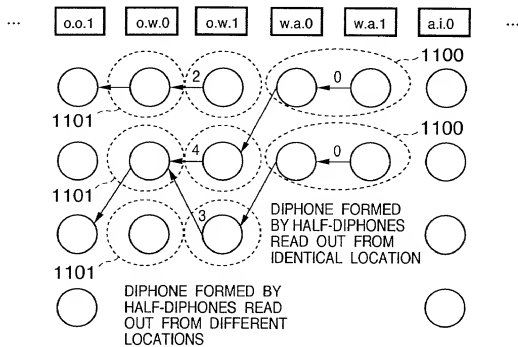 ... o.o.1 o.w.0 o.w.1 w.a.0 w.a.1 a.i.0 ...
1100
2 0
1101
1100
4 0
1101
3
DIPHONE FORMED
BY HALF-DIPHONES
READ OUT FROM
IDENTICAL LOCATION
1101
DIPHONE FORMED BY
HALF-DIPHONES READ
OUT FROM DIFFERENT
LOCATIONS